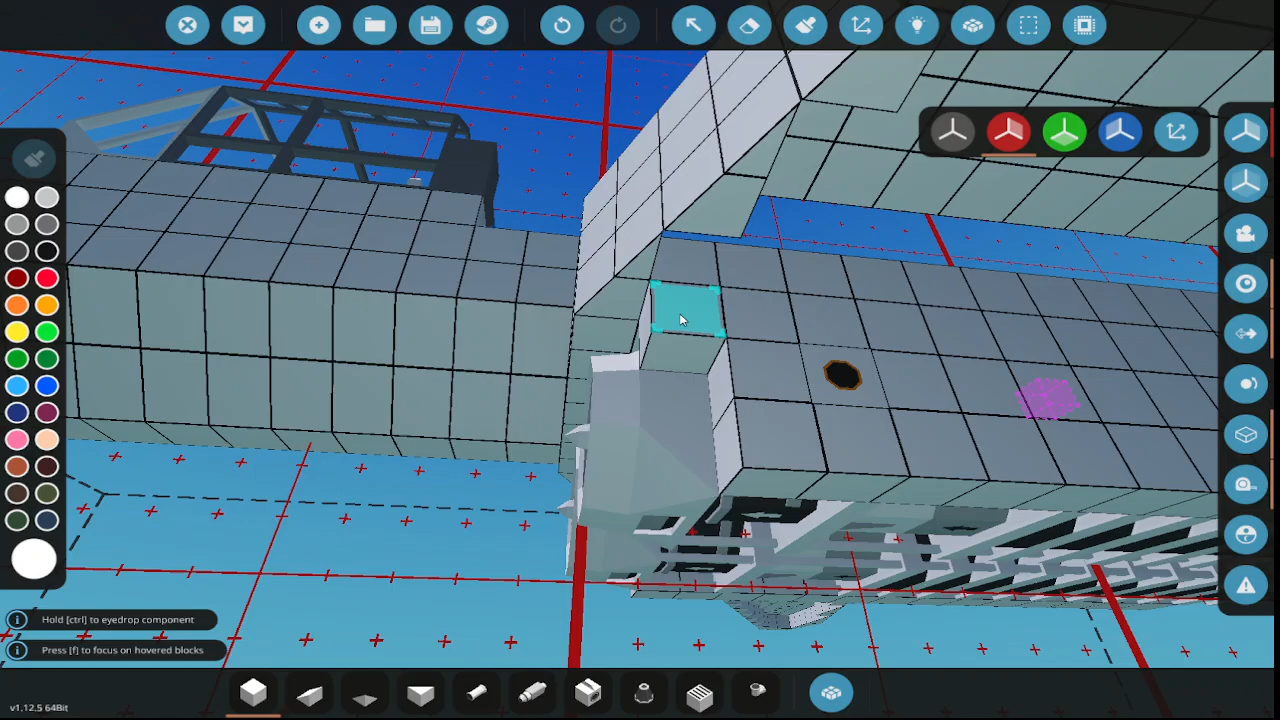 Hold [ctrl] to eyedrop component
Press [f] to focus on hovered blocks
v1.12.5 64Bit